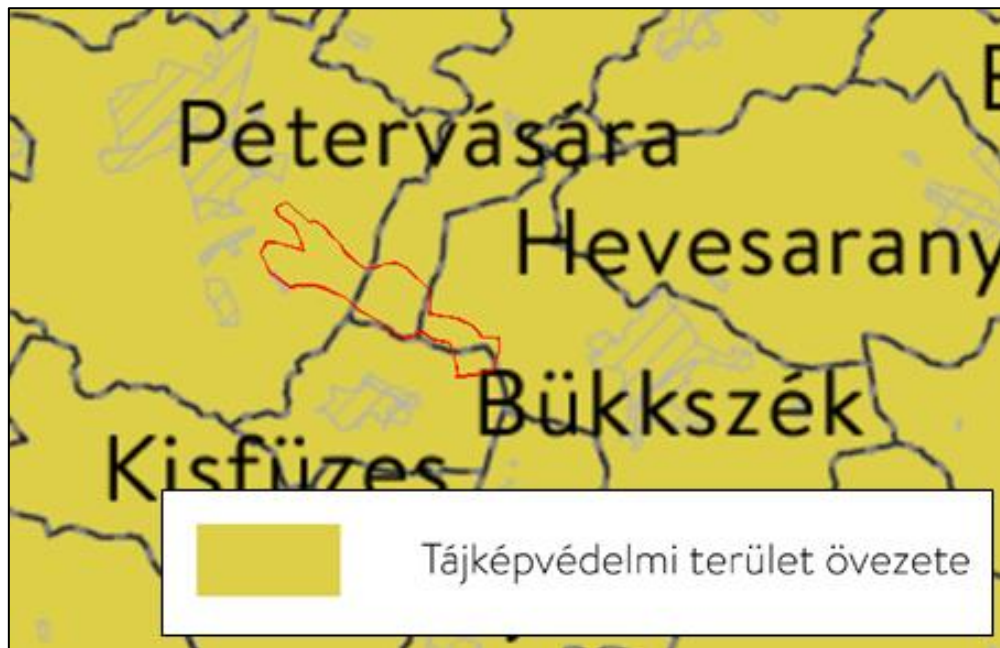 Pétervására
Hevesarany
Bükkszék
Kisfüzes
Tájképvédelmi terület övezete